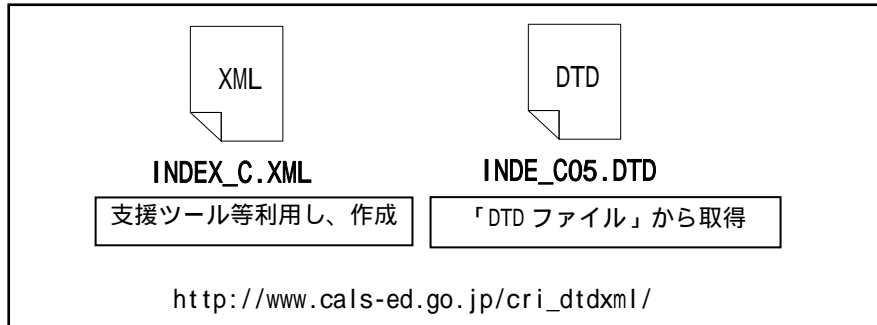 XML
DTD
INDEX_C.XML
INDE_C05.DTD
支援ツール等利用し、作成
「DTD ファイル」から取得
http://www.cals-ed.go.jp/cri_dtdxml/